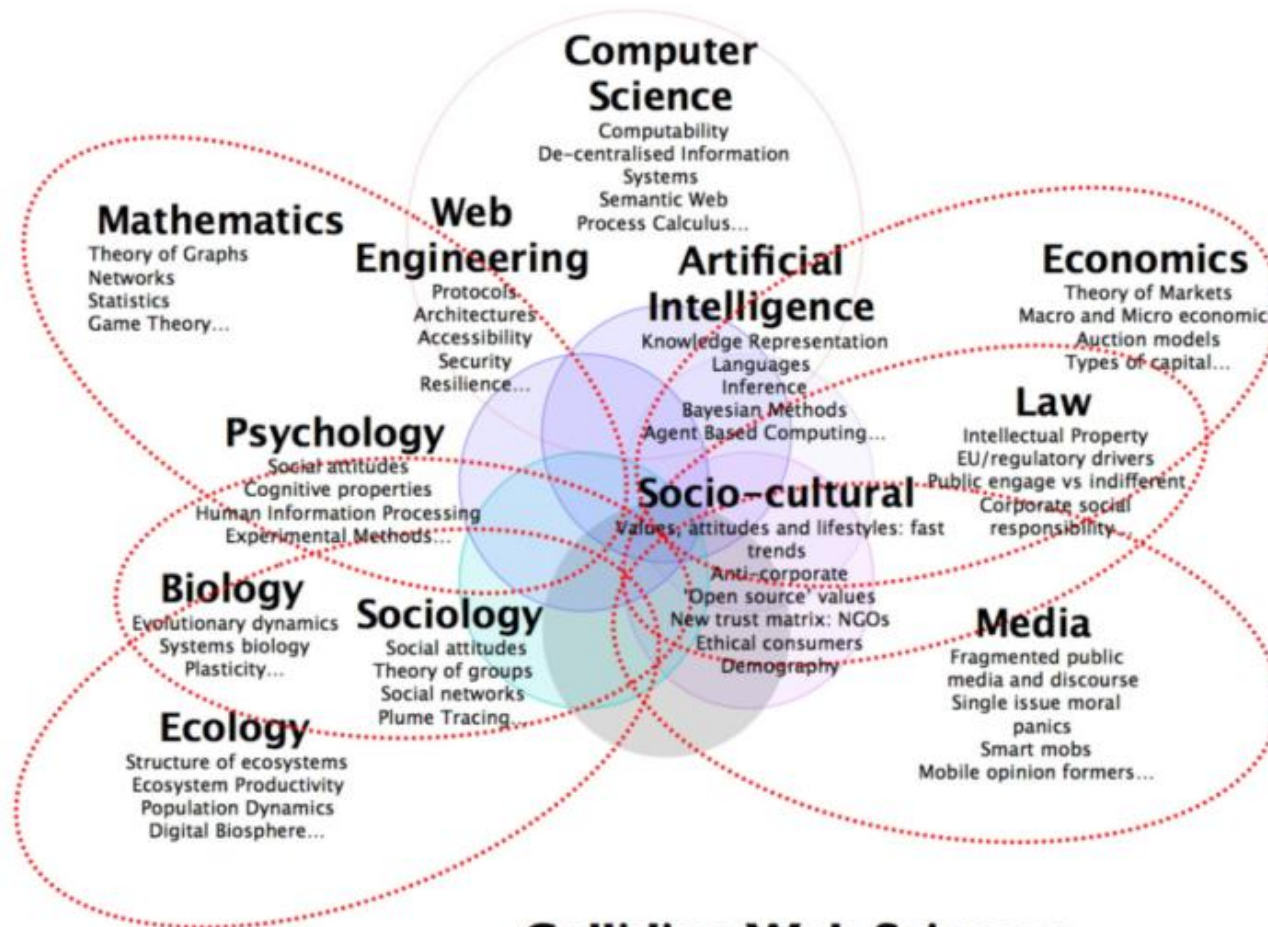 Computer
Science
Computability
De-centralised Information
Systems
Semantic Web
Process Calculus...
Mathematics
Theory of Graphs
Networks
Statistics
Game Theory...
Web
Engineering
Protocols
Architectures
Accessibility
Security
Resilience...
Artificial
Intelligence
Knowledge Representation
Languages
Inference
Bayesian Methods
Agent Based Computing...
Economics
Theory of Markets
Macro and Micro economic
Auction models
Types of capital...
Law
Intellectual Property
EU/regulatory drivers
Public engage vs indifferent
Corporate social
responsibility
Psychology
Social attitudes
Cognitive properties
Human Information Processing
Experimental Methods...
Socio-cultural
Values, attitudes and lifestyles: fast
trends
Anti-corporate
'Open source' values
New trust matrix: NGOs
Ethical consumers
Demography
Biology
Evolutionary dynamics
Systems biology
Plasticity...
Sociology
Social attitudes
Theory of groups
Social networks
Plume Tracing...
Media
Fragmented public
media and discourse
Single issue moral
panics
Smart mobs
Mobile opinion formers...
Ecology
Structure of ecosystems
Ecosystem Productivity
Population Dynamics
Digital Biosphere...